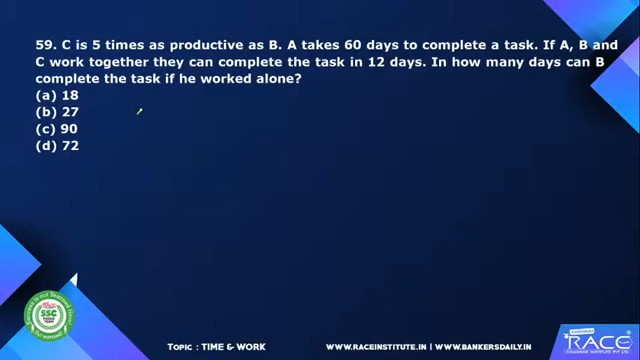 59. C is 5 times as productive as B. A takes 60 days to complete a task. If A, B and
C work together they can complete the task in 12 days. In how many days can B
complete the task if he worked alone?
(a) 18
(b) 27
(c) 90
(d) 72
SSC
TOPIC : TIME & WORK
WWW.RACEINSTITUTE.IN | WWW.BANKERSDAILY.IN
RACE